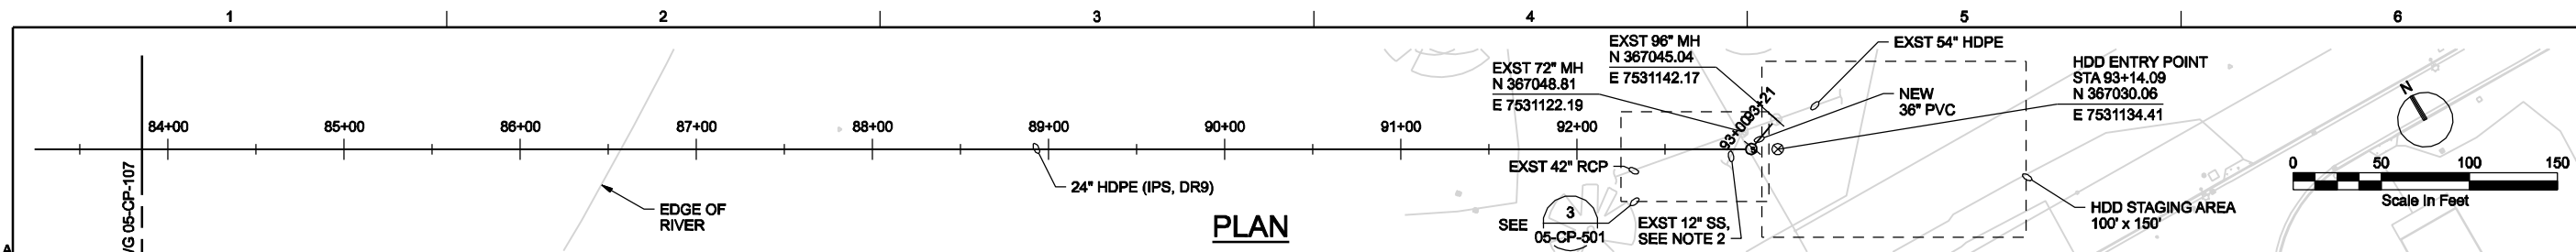 1
2
3
4
5
6
EXST 96" MH
N 367045.04
E 7531142.17
EXST 54" HDPE
EXST 72" MH
N 367048.81
E 7531122.19
HDD ENTRY POINT
STA 93+14.09
N 367030.06
E 7531134.41
NEW
36" PVC
N
84+00
85+00
86+00
87+00
88+00
89+00
90+00
91+00
92+00
93+00
93+21
0
50
100
150
Scale In Feet
05-CP-107
EXST 42" RCP
24" HDPE (IPS, DR9)
EDGE OF
RIVER
PLAN
SEE
3
05-CP-501
EXST 12" SS,
SEE NOTE 2
HDD STAGING AREA
100' x 150'
A